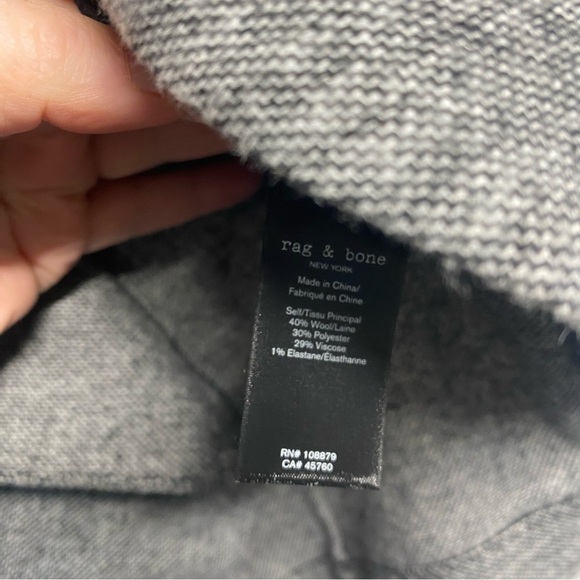 rag & bone
NEW YORK
Made in China/
Fabriqué en Chine
Self/Tissu Principal
40% Wool/Laine
30% Polyester
29% Viscose
1% Elastane/Élasthanne
RN# 108879
CA# 45760